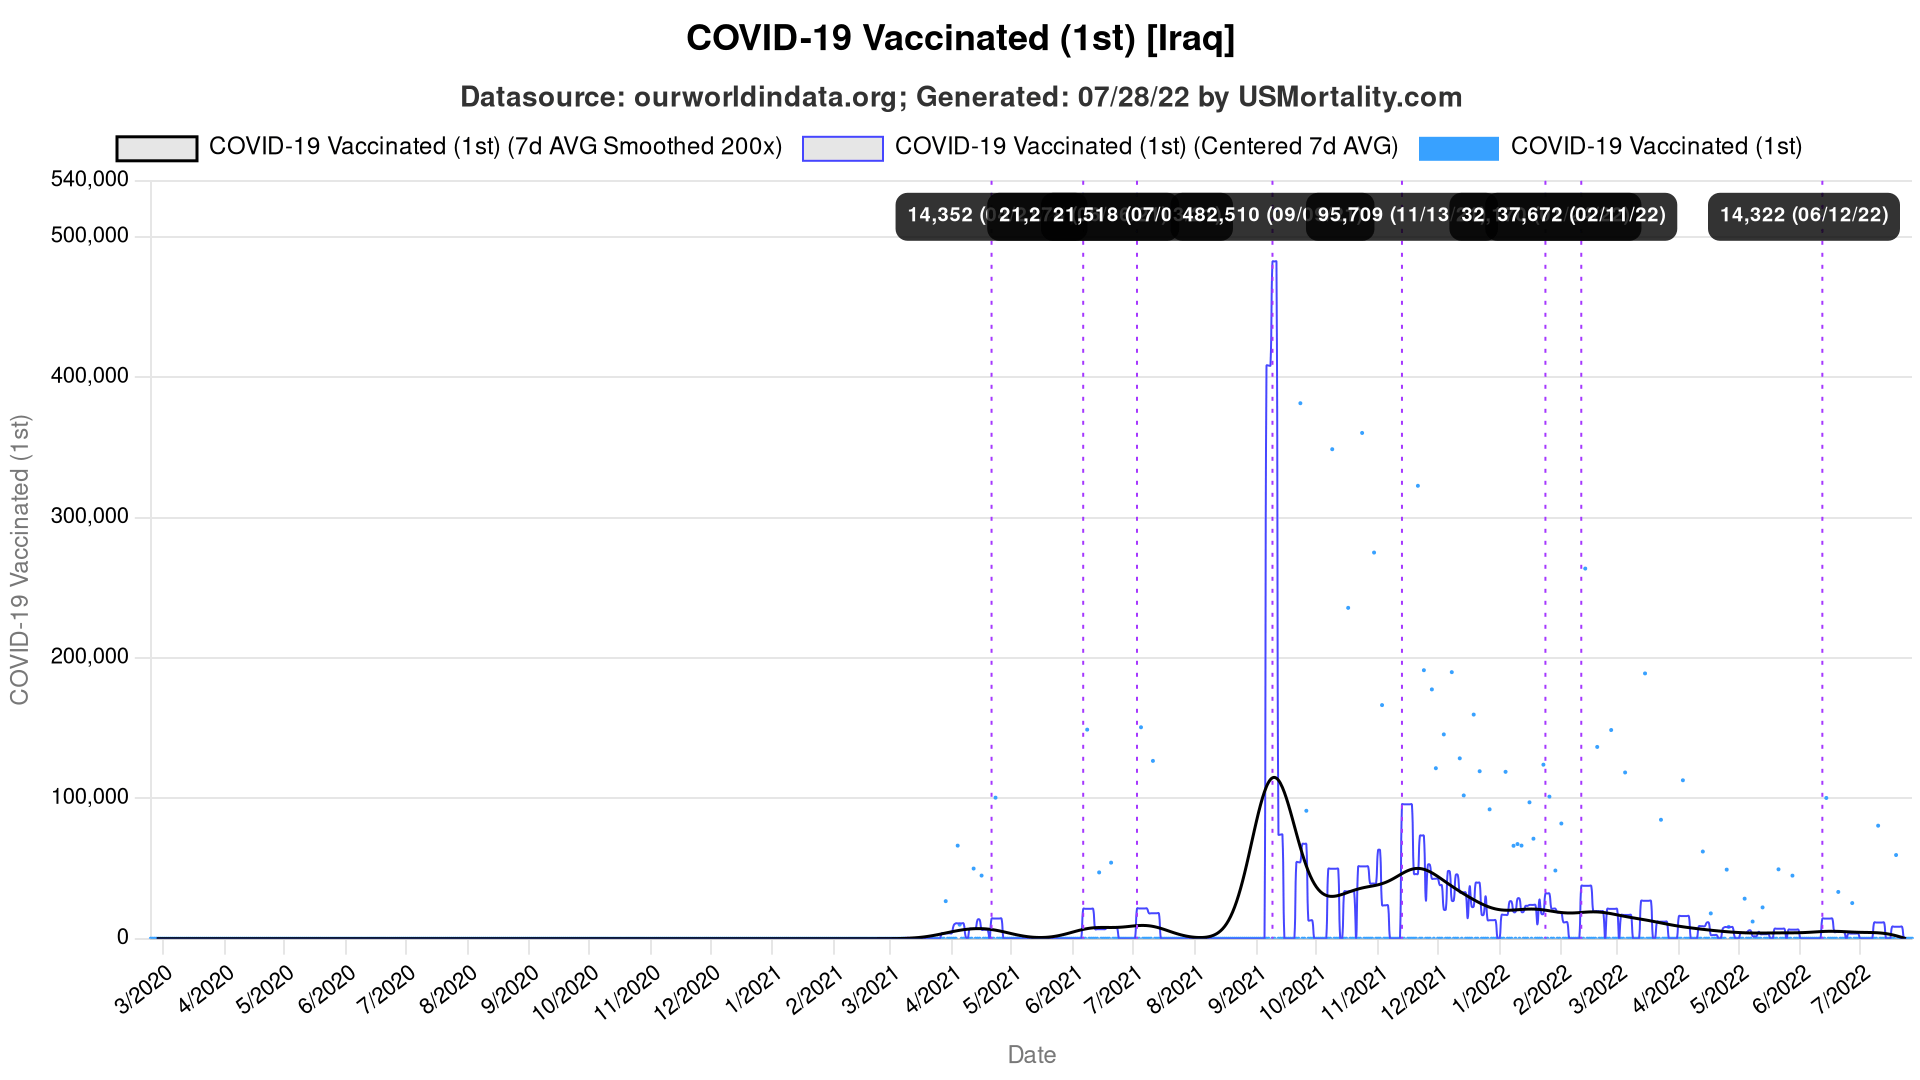 COVID-19 Vaccinated (1st) [Iraq]
Datasource: ourworldindata.org; Generated: 07/28/22 by USMortality.com
COVID-19 Vaccinated (1st) (7d AVG Smoothed 200x) COVID-19 Vaccinated (1st) (Centered 7d AVG) COVID-19 Vaccinated (1st)
540,000
14,352 21,518 (07/0 482,510 (09/0 95,709 (11/13 37,672 (02/11/22) 14,322 (06/12/22)
500,000
400,000
300,000
200,000
100,000
0
COVID-19 Vaccinated (1st)
3/2020 4/2020 5/2020 6/2020 7/2020 8/2020 9/2020 10/2020 11/2020 12/2020 1/2021 2/2021 3/2021 4/2021 5/2021 6/2021 7/2021 8/2021 9/2021 10/2021 11/2021 12/2021 1/2022 2/2022 3/2022 4/2022 5/2022 6/2022 7/2022
Date